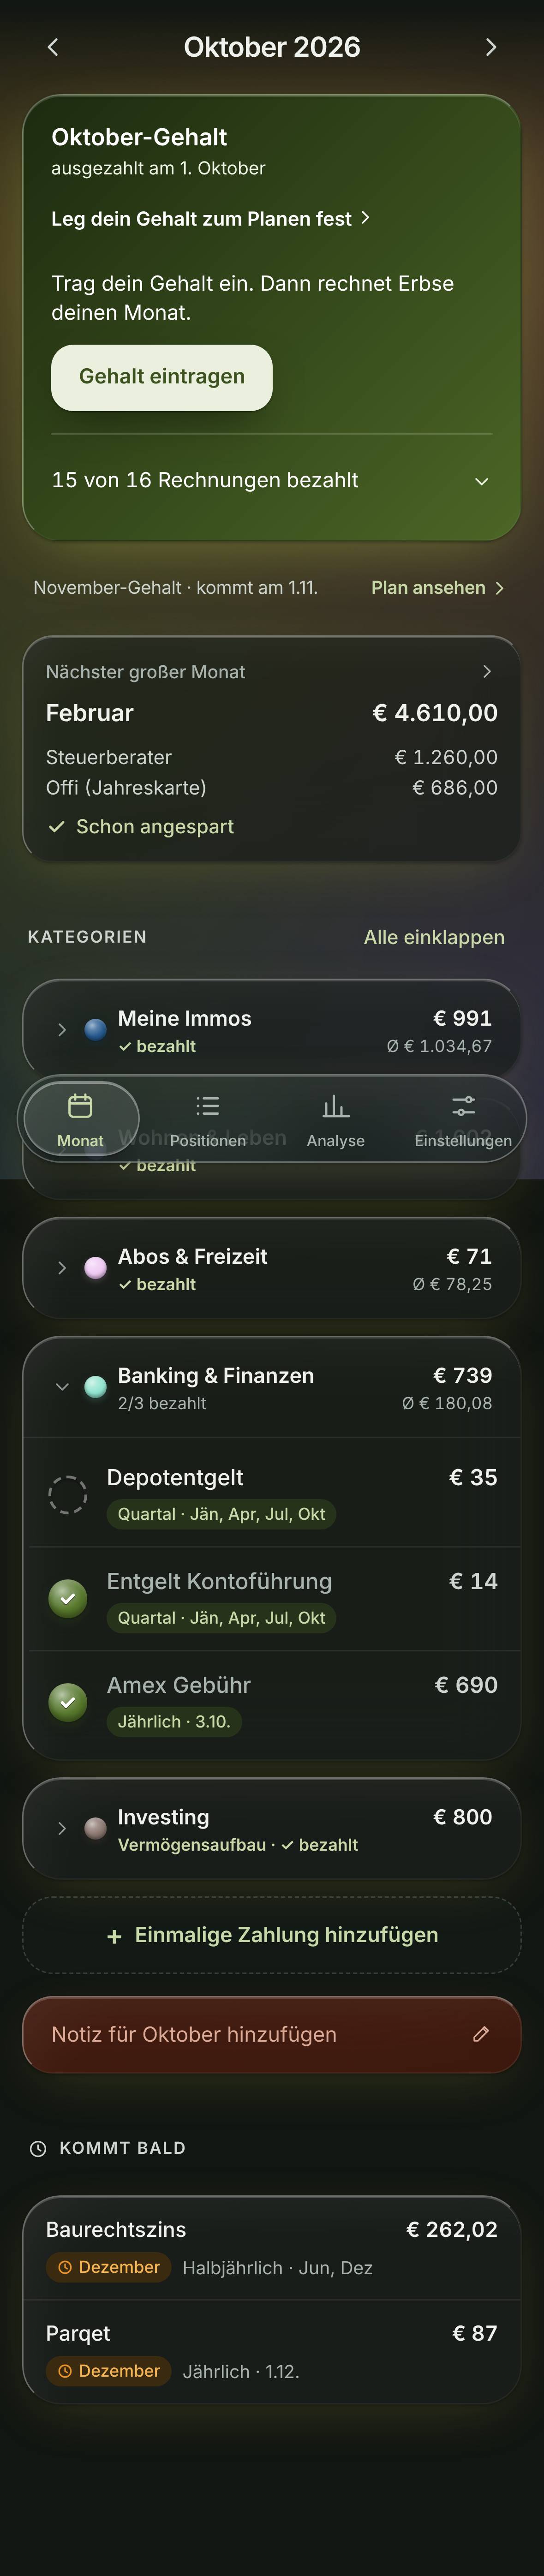 Oktober 2026
Oktober-Gehalt
ausgezahlt am 1. Oktober
Leg dein Gehalt zum Planen fest
Trag dein Gehalt ein. Dann rechnet Erbse
deinen Monat.
Gehalt eintragen
15 von 16 Rechnungen bezahlt
November-Gehalt · kommt am 1.11. Plan ansehen
Nächster großer Monat
Februar € 4.610,00
Steuerberater € 1.260,00
Offi (Jahreskarte) € 686,00
✓ Schon angespart
KATEGORIEN Alle einklappen
Meine Immos € 991
✓ bezahlt Ø € 1.034,67
Wohnen & Leben
Monat Positionen Analyse Einstellungen
✓ bezahlt
Abos & Freizeit € 71
✓ bezahlt Ø € 78,25
Banking & Finanzen € 739
2/3 bezahlt Ø € 180,08
Depotentgelt € 35
Quartal · Jän, Apr, Jul, Okt
Entgelt Kontoführung € 14
Quartal · Jän, Apr, Jul, Okt
Amex Gebühr € 690
Jährlich · 3.10.
Investing € 800
Vermögensaufbau · ✓ bezahlt
+ Einmalige Zahlung hinzufügen
Notiz für Oktober hinzufügen
KOMMT BALD
Baurechtszins € 262,02
Dezember Halbjährlich · Jun, Dez
Parqet € 87
Dezember Jährlich · 1.12.